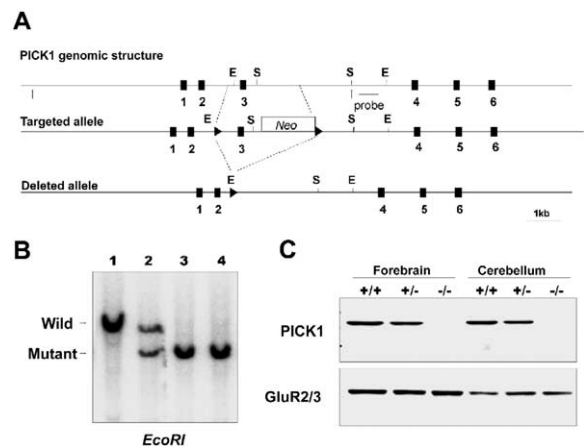 A
PICK1 genomic structure
E S S E
1 2 3 probe 4 5 6
Targeted allele
E S Neo S E
1 2 3 4 5 6
Deleted allele
E S E
1 2 4 5 6
1kb
B
1 2 3 4
Wild
Mutant
EcoRI
C
Forebrain Cerebellum
+/+ +/- -/- +/+ +/- -/-
PICK1
GluR2/3